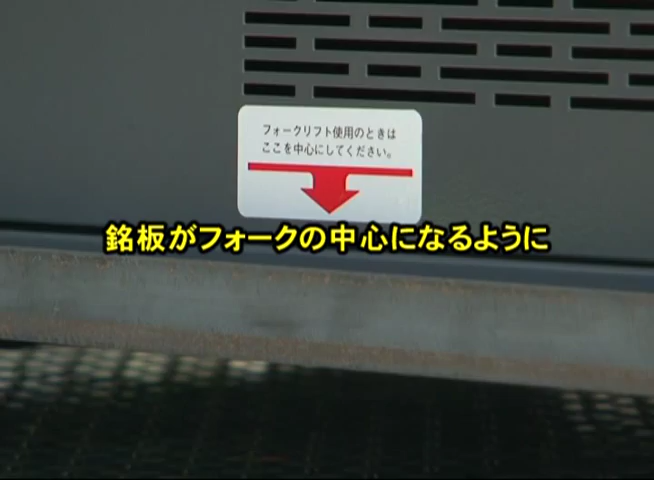 フォークリフト使用のときは
ここを中心にしてください。
銘板がフォークの中心になるように